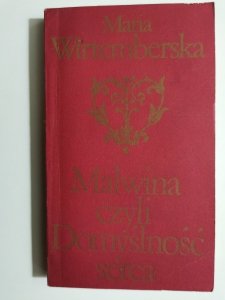 Maria
Wirtemberska
Malwina
czyli
Domyślność
serca